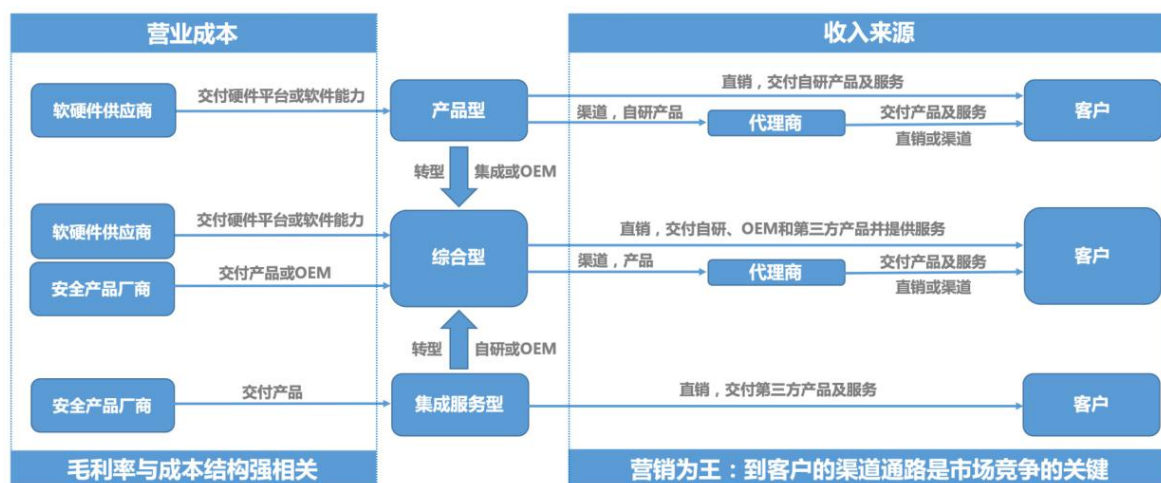 营业成本
收入来源
软硬件供应商
交付硬件平台或软件能力
产品型
直销，交付自研产品及服务
渠道，自研产品
代理商
交付产品及服务
直销或渠道
客户
转型
集成或OEM
软硬件供应商
交付硬件平台或软件能力
安全产品厂商
交付产品或OEM
综合型
直销，交付自研、OEM和第三方产品并提供服务
渠道，产品
代理商
交付产品及服务
直销或渠道
客户
转型
自研或OEM
安全产品厂商
交付产品
集成服务型
直销，交付第三方产品及服务
客户
毛利率与成本结构强相关
营销为王：到客户的渠道通路是市场竞争的关键